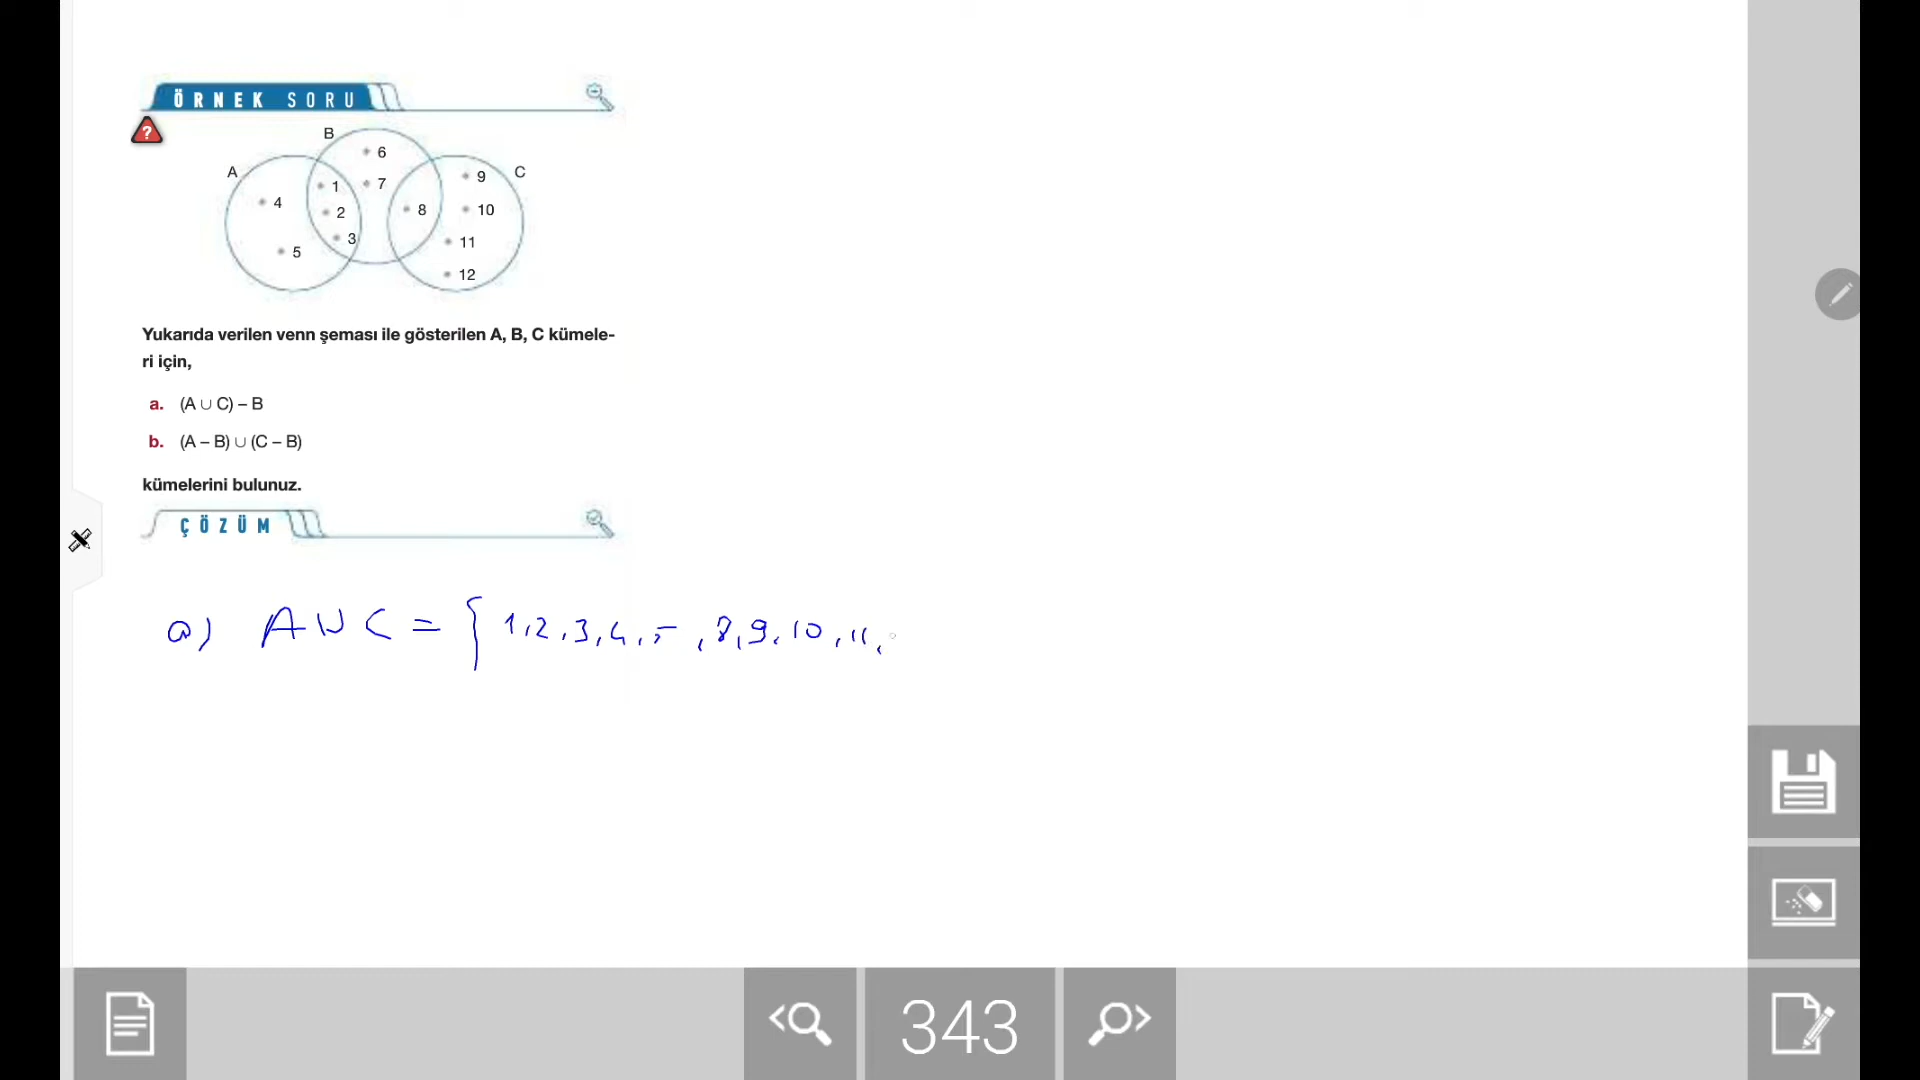 ÖRNEK SORU
?
B
6
A
C
9
1
7
4
2
8
10
3
11
5
12
Yukarıda verilen venn şeması ile gösterilen A, B, C kümele-
ri için,
a. (A ∪ C) – B
b. (A – B) ∪ (C – B)
kümelerini bulunuz.
ÇÖZÜM
a) A ∪ C = { 1,2,3,4,5,8,9,10,11,
343